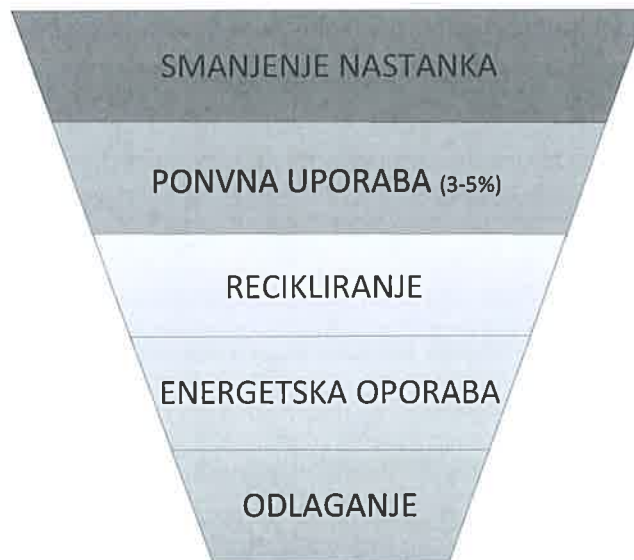 SMANJENJE NASTANKA
PONVNA UPORABA (3-5%)
RECIKLIRANJE
ENERGETSKA OPORABA
ODLAGANJE